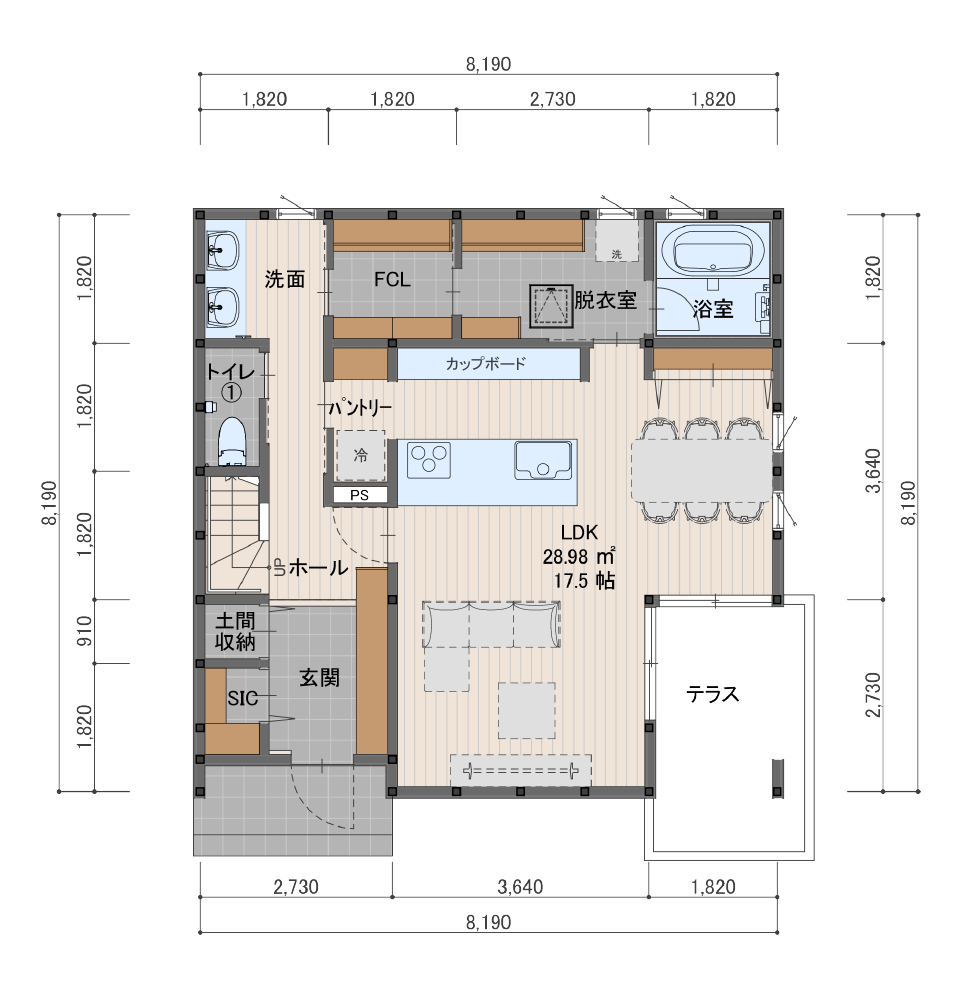 8,190
1,820
1,820
2,730
1,820
1,820
1,820
1,820
910
1,820
8,190
1,820
3,640
2,730
8,190
洗面
FCL
洗
脱衣室
浴室
トイレ
①
カップボード
パントリー
冷
PS
UP
ホール
LDK
28.98 ㎡
17.5 帖
土間
収納
SIC
玄関
テラス
2,730
3,640
1,820
8,190